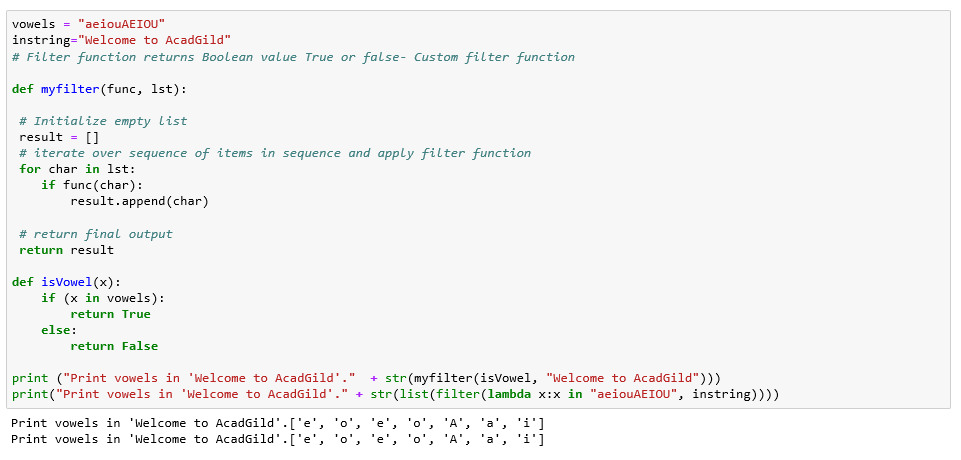 vowels = "aeiouAEIOU"
instring="Welcome to AcadGild"
# Filter function returns Boolean value True or false- Custom filter function
def myfilter(func, lst):
# Initialize empty list
result = []
# iterate over sequence of items in sequence and apply filter function
for char in lst:
if func(char):
result.append(char)
# return final output
return result
def isVowel(x):
if (x in vowels):
return True
else:
return False
print ("Print vowels in 'Welcome to AcadGild'."  + str(myfilter(isVowel, "Welcome to AcadGild")))
print("Print vowels in 'Welcome to AcadGild'." + str(list(filter(lambda x:x in "aeiouAEIOU", instring))))
Print vowels in 'Welcome to AcadGild'.['e', 'o', 'e', 'o', 'A', 'a', 'i']
Print vowels in 'Welcome to AcadGild'.['e', 'o', 'e', 'o', 'A', 'a', 'i']